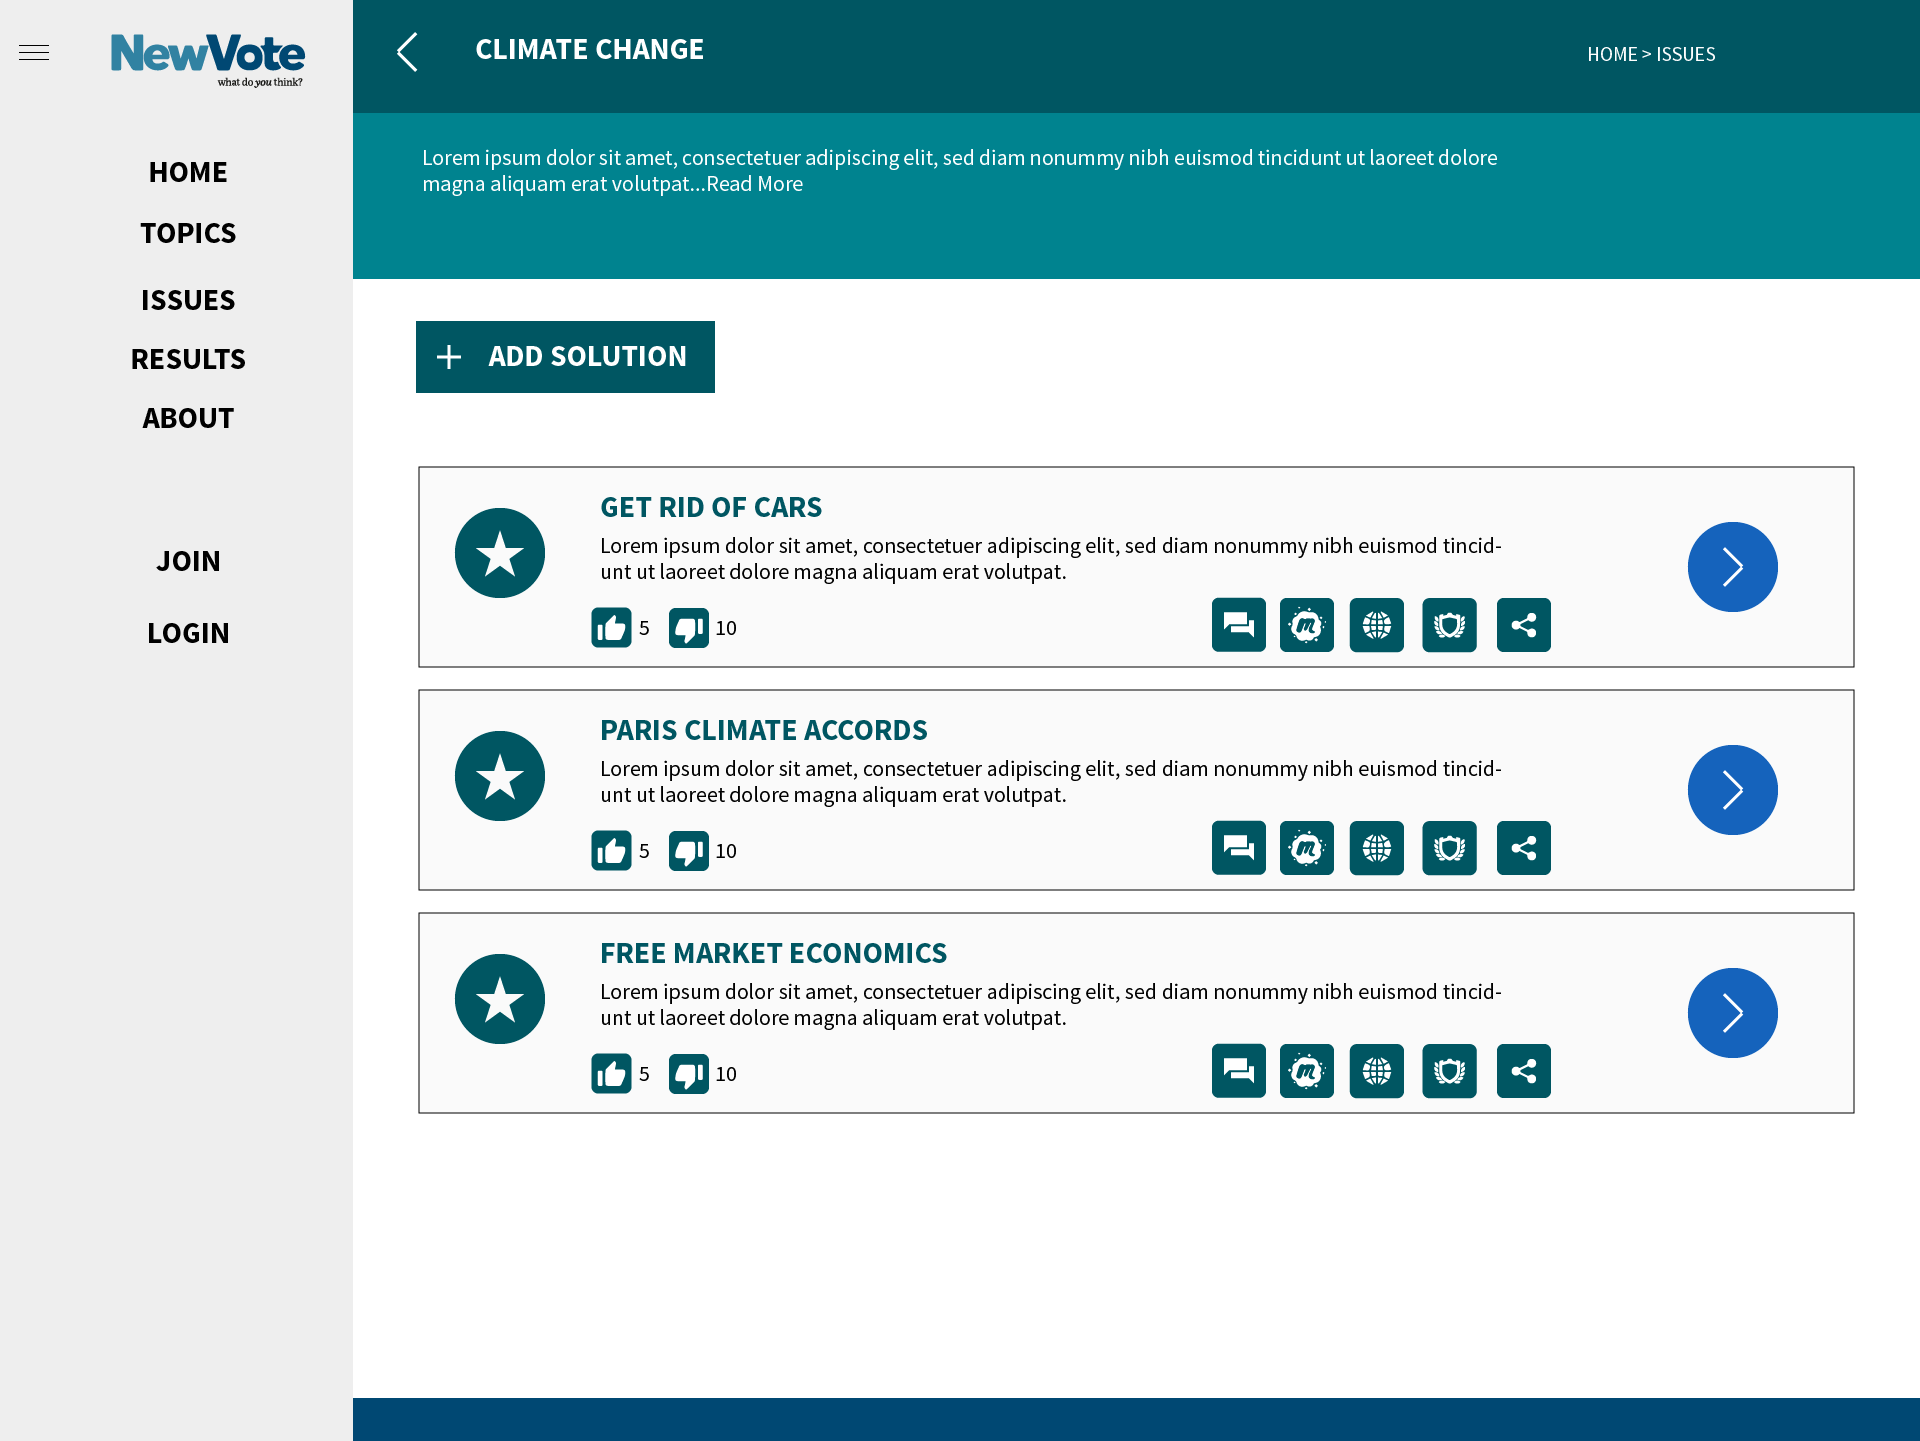 NewVote
what do you think?
HOME
TOPICS
ISSUES
RESULTS
ABOUT
JOIN
LOGIN
CLIMATE CHANGE
HOME > ISSUES
Lorem ipsum dolor sit amet, consectetuer adipiscing elit, sed diam nonummy nibh euismod tincidunt ut laoreet dolore
magna aliquam erat volutpat...Read More
ADD SOLUTION
GET RID OF CARS
Lorem ipsum dolor sit amet, consectetuer adipiscing elit, sed diam nonummy nibh euismod tincid-
unt ut laoreet dolore magna aliquam erat volutpat.
5 10
PARIS CLIMATE ACCORDS
Lorem ipsum dolor sit amet, consectetuer adipiscing elit, sed diam nonummy nibh euismod tincid-
unt ut laoreet dolore magna aliquam erat volutpat.
5 10
FREE MARKET ECONOMICS
Lorem ipsum dolor sit amet, consectetuer adipiscing elit, sed diam nonummy nibh euismod tincid-
unt ut laoreet dolore magna aliquam erat volutpat.
5 10